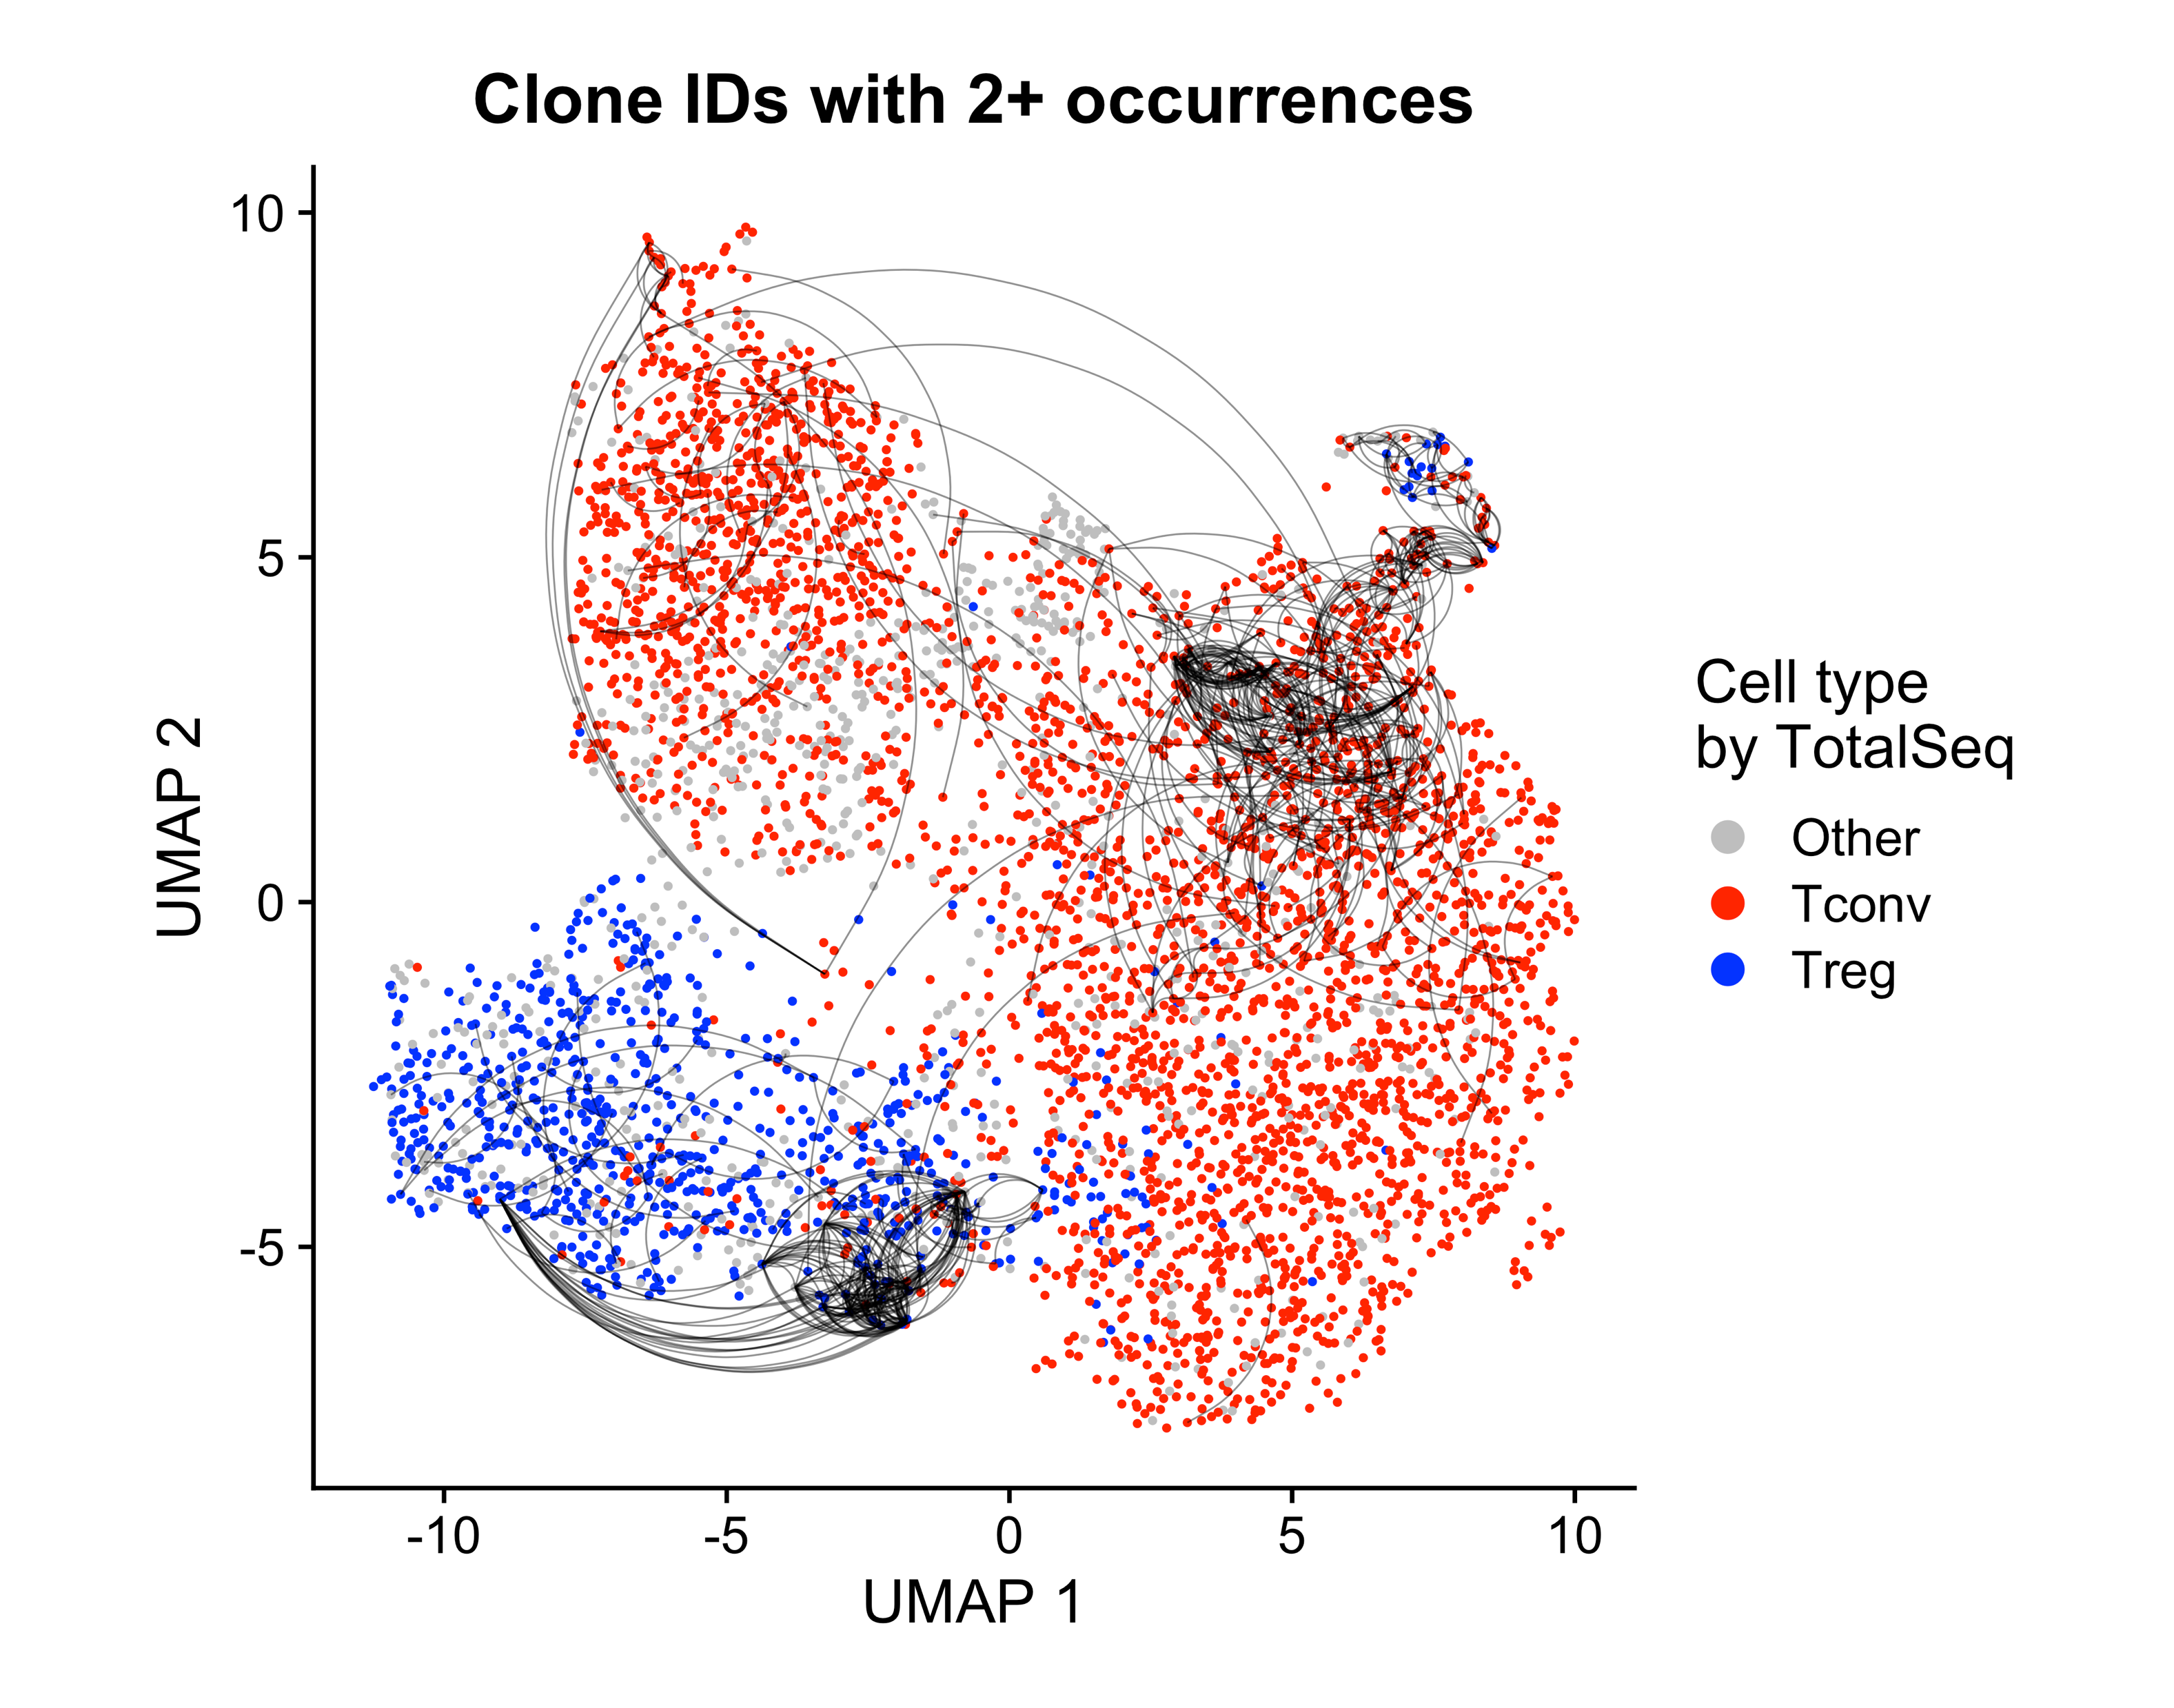 Clone IDs with 2+ occurrences
10
5
0
-5
UMAP 2
-10
-5
0
5
10
UMAP 1
Cell type
by TotalSeq
Other
Tconv
Treg